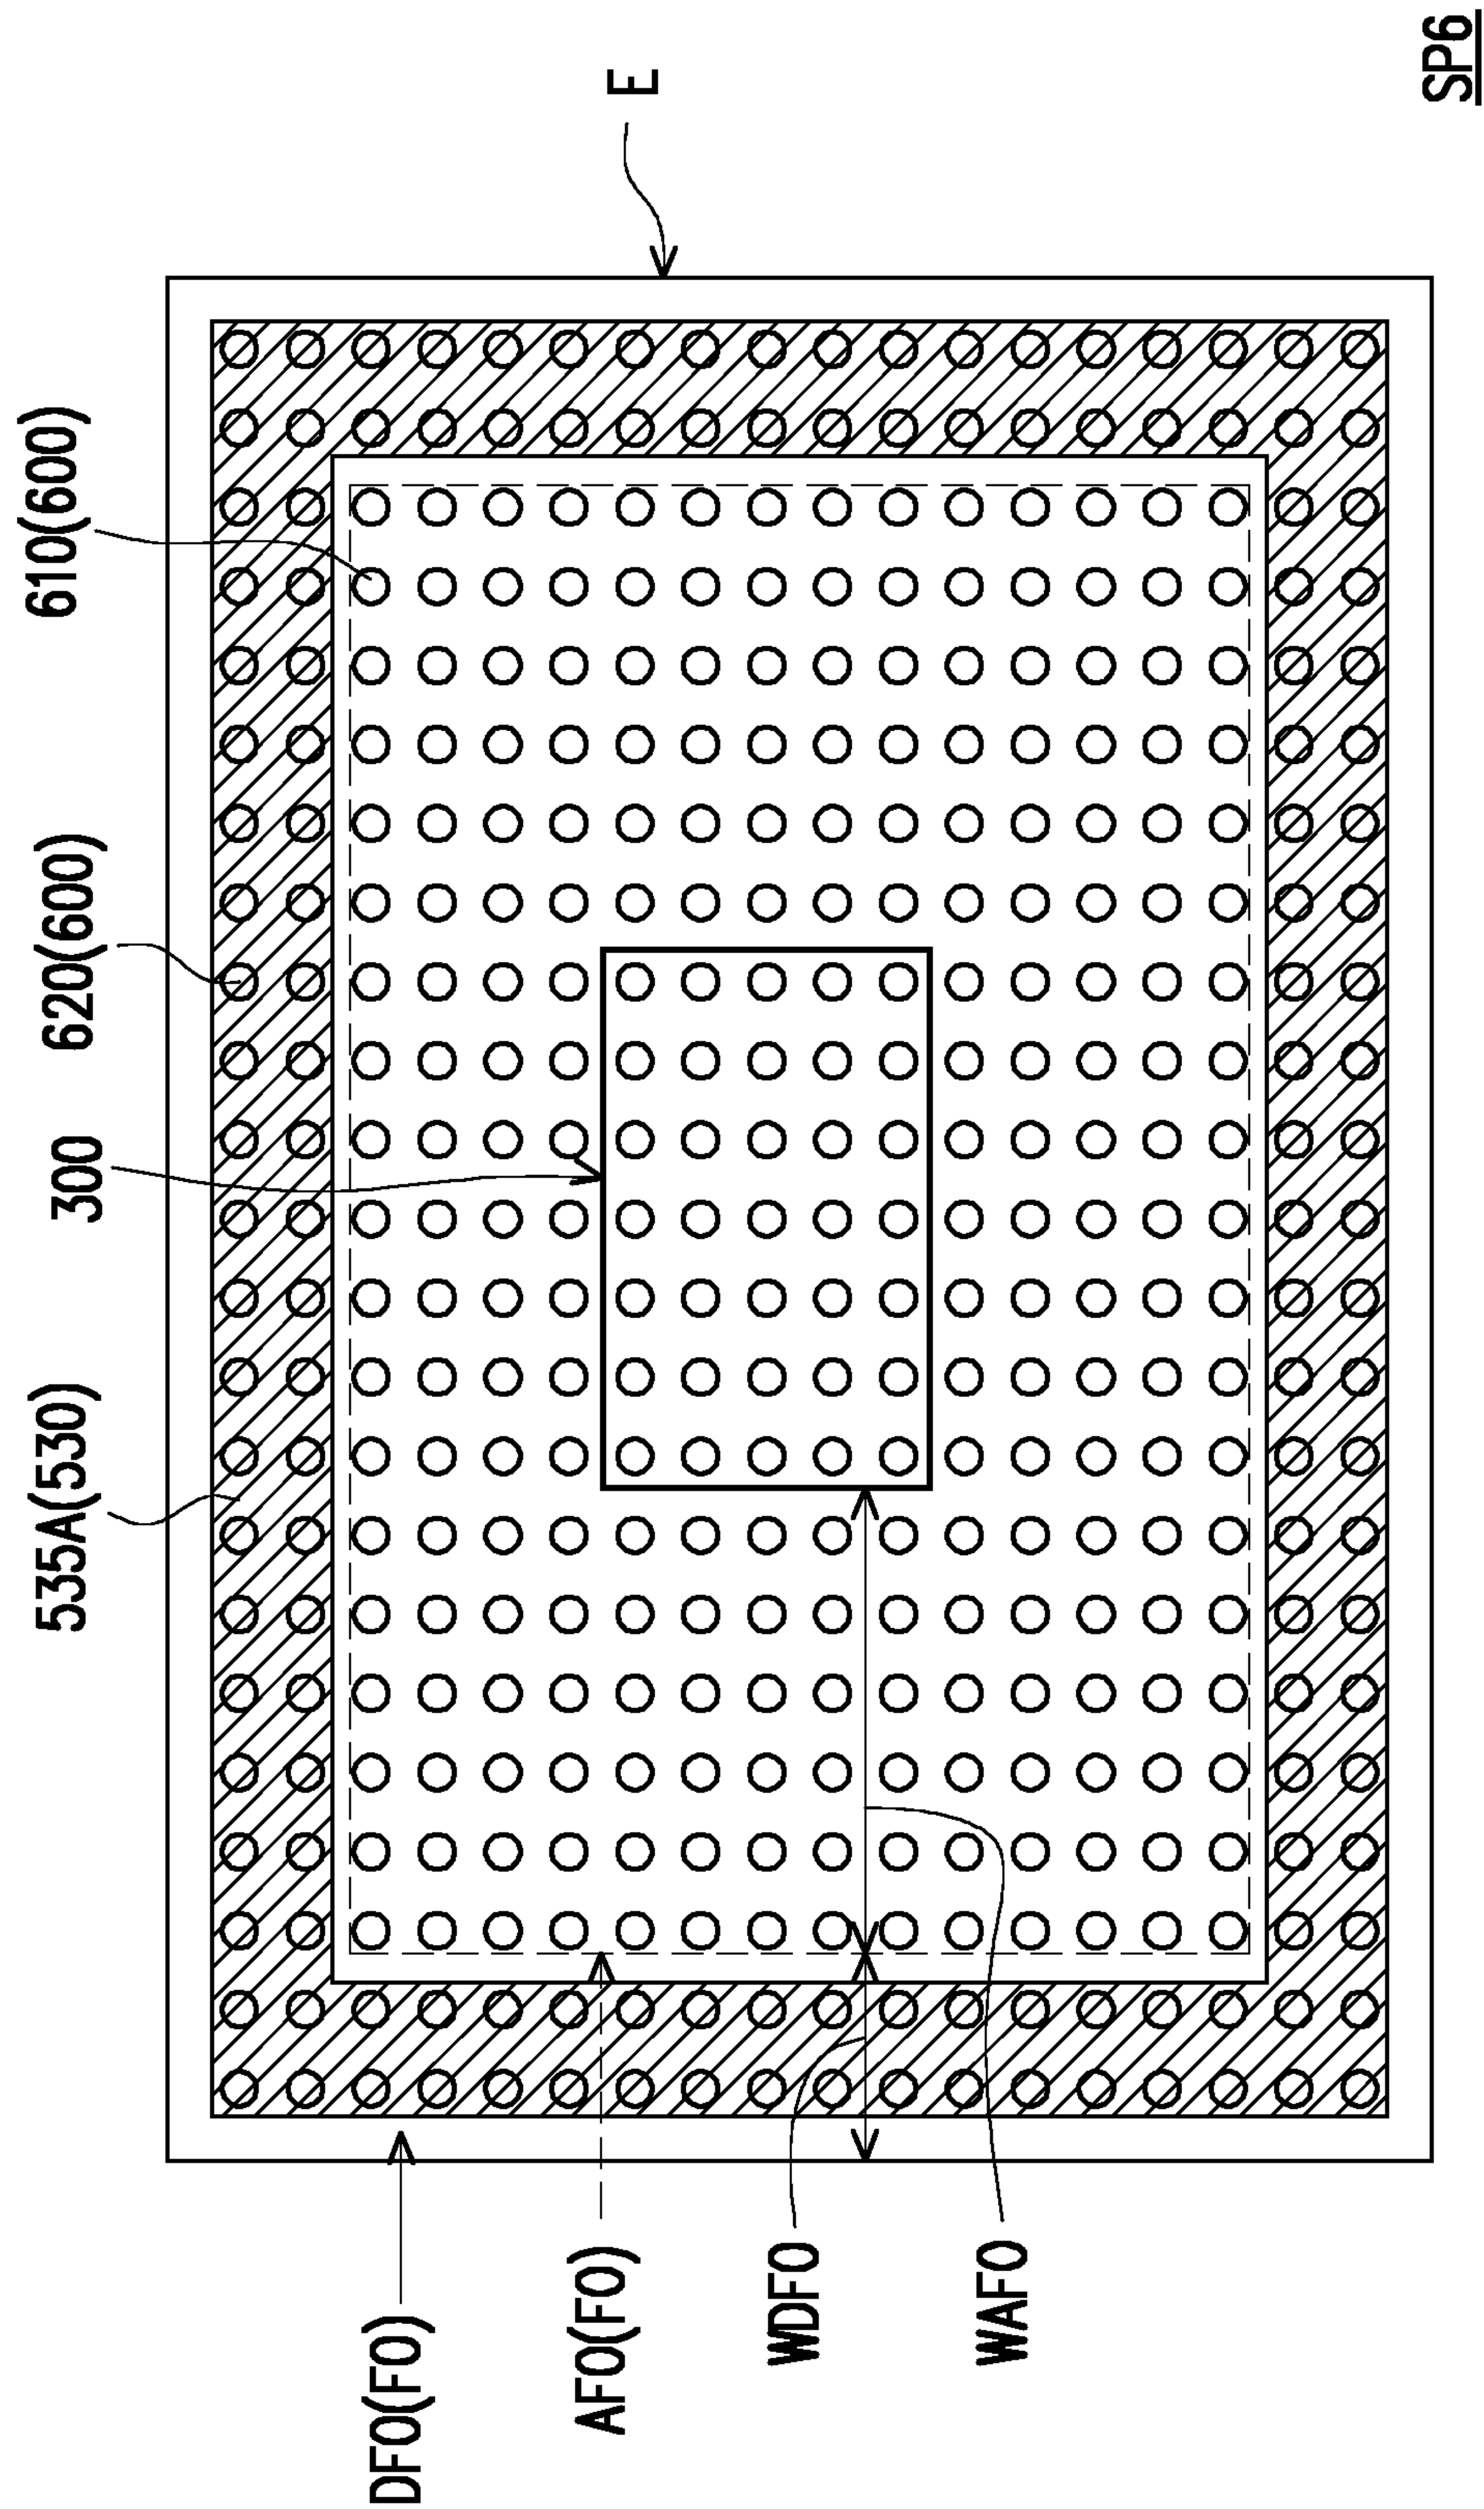 535A(530)
300
620(600)
610(600)
E
DFO(FO)
AFO(FO)
WDFO
WAFO
SP6